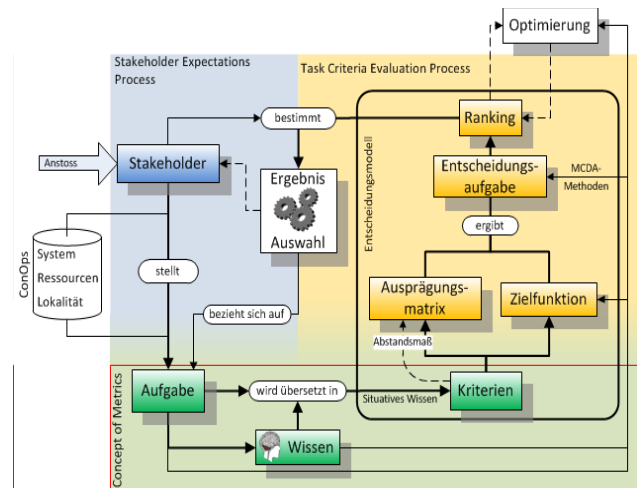 Optimierung
Stakeholder Expectations
Process
Task Criteria Evaluation Process
bestimmt
Ranking
Anstoss
Stakeholder
Ergebnis
Auswahl
Entscheidungsmodell
Entscheidungs-
aufgabe
MCDA-
Methoden
ConOps
System
Ressourcen
Lokalität
stellt
ergibt
Ausprägungs-
matrix
Zielfunktion
bezieht sich auf
Abstandsmaß
Concept of Metrics
Aufgabe
wird übersetzt in
Situatives Wissen
Kriterien
Wissen